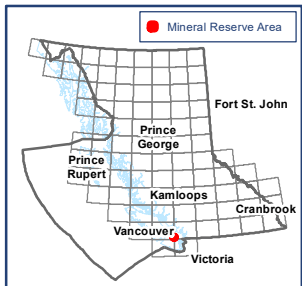 Mineral Reserve Area
Fort St. John
Prince
George
Prince
Rupert
Kamloops
Cranbrook
Vancouver
Victoria